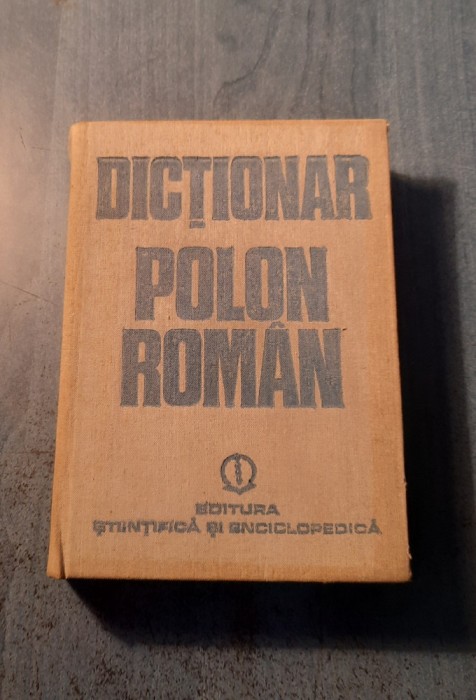 DICȚIONAR
POLON
ROMÂN
EDITURA
ȘTIINȚIFICĂ ȘI ENCICLOPEDICĂ